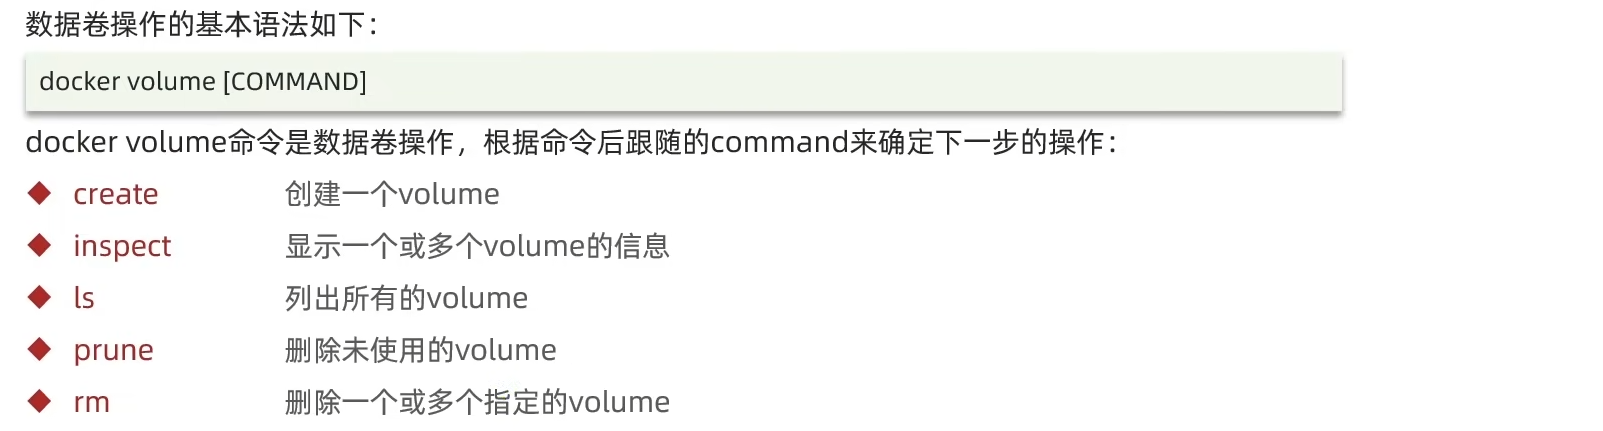 数据卷操作的基本语法如下：
docker volume [COMMAND]
docker volume命令是数据卷操作，根据命令后跟随的command来确定下一步的操作：
create 创建一个volume
inspect 显示一个或多个volume的信息
ls 列出所有的volume
prune 删除未使用的volume
rm 删除一个或多个指定的volume